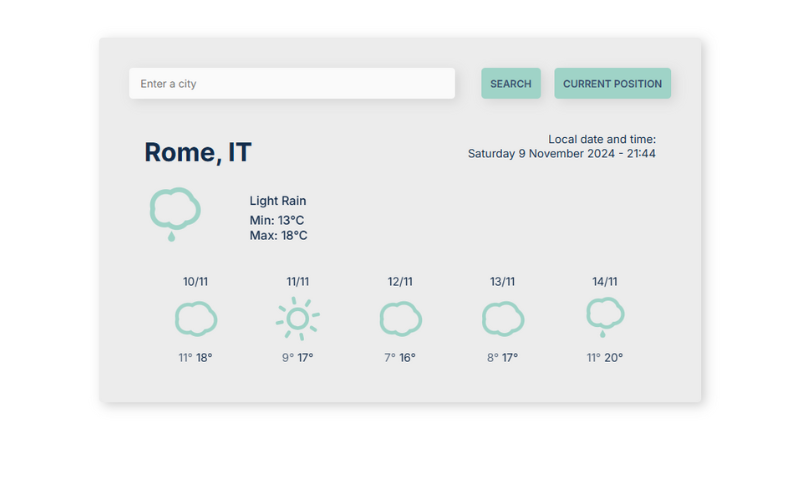 Enter a city
SEARCH
CURRENT POSITION
Rome, IT
Local date and time:
Saturday 9 November 2024 - 21:44
Light Rain
Min: 13°C
Max: 18°C
10/11
11/11
12/11
13/11
14/11
11° 18°
9° 17°
7° 16°
8° 17°
11° 20°